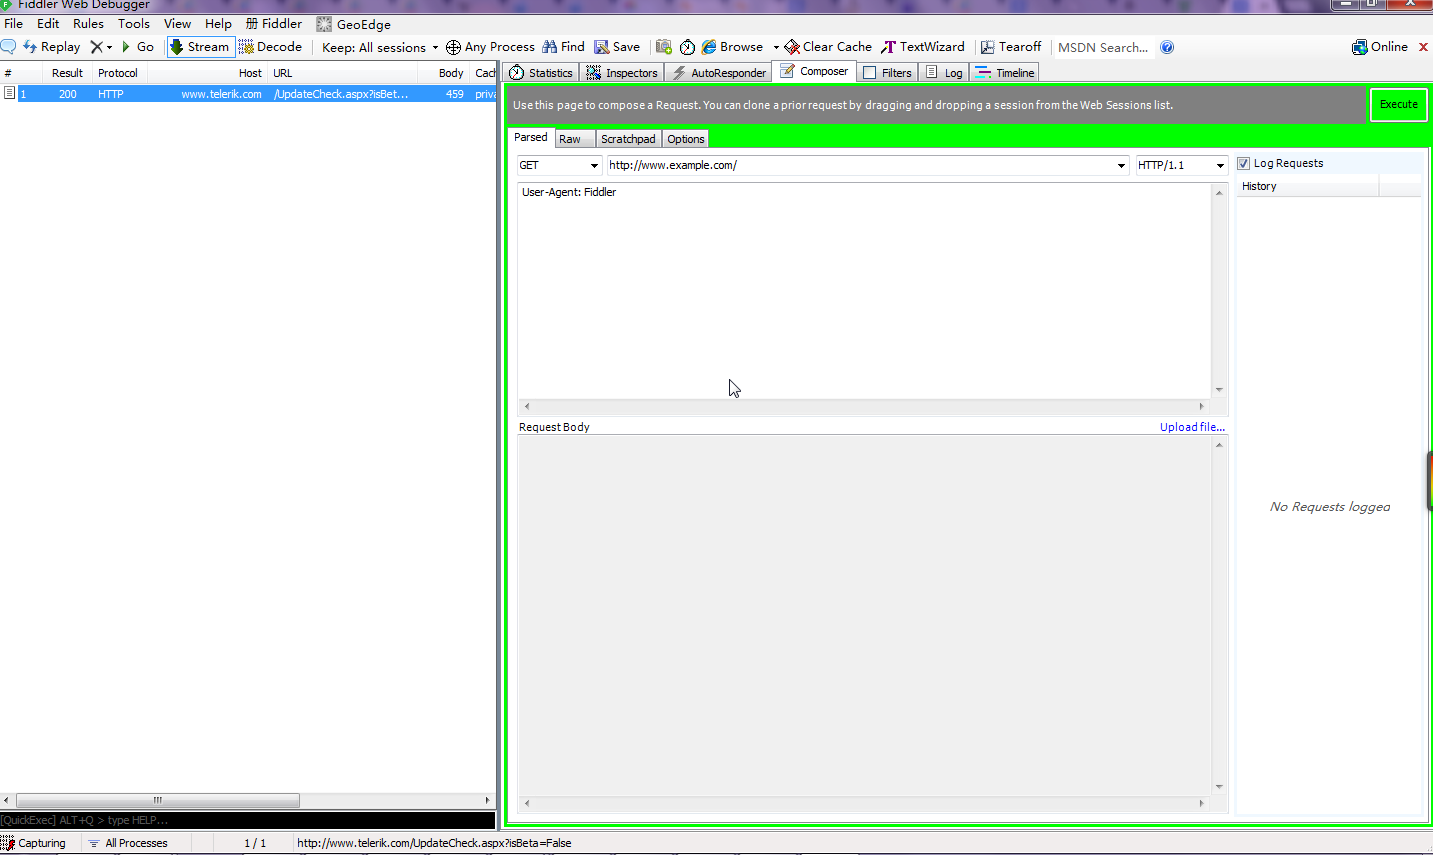 Fiddler Web Debugger
File Edit Rules Tools View Help 册 Fiddler GeoEdge
Replay Go Stream Decode Keep: All sessions Any Process Find Save Browse Clear Cache TextWizard Tearoff MSDN Search... Online
# Result Protocol Host URL Body Cach
1 200 HTTP www.telerik.com /UpdateCheck.aspx?isBet... 459 priva
Statistics Inspectors AutoResponder Composer Filters Log Timeline
Use this page to compose a Request. You can clone a prior request by dragging and dropping a session from the Web Sessions list.
Execute
Parsed Raw Scratchpad Options
GET http://www.example.com/ HTTP/1.1
Log Requests
History
User-Agent: Fiddler
Request Body Upload file...
No Requests logged
[QuickExec] ALT+Q > type HELP...
Capturing All Processes 1 / 1 http://www.telerik.com/UpdateCheck.aspx?isBeta=False